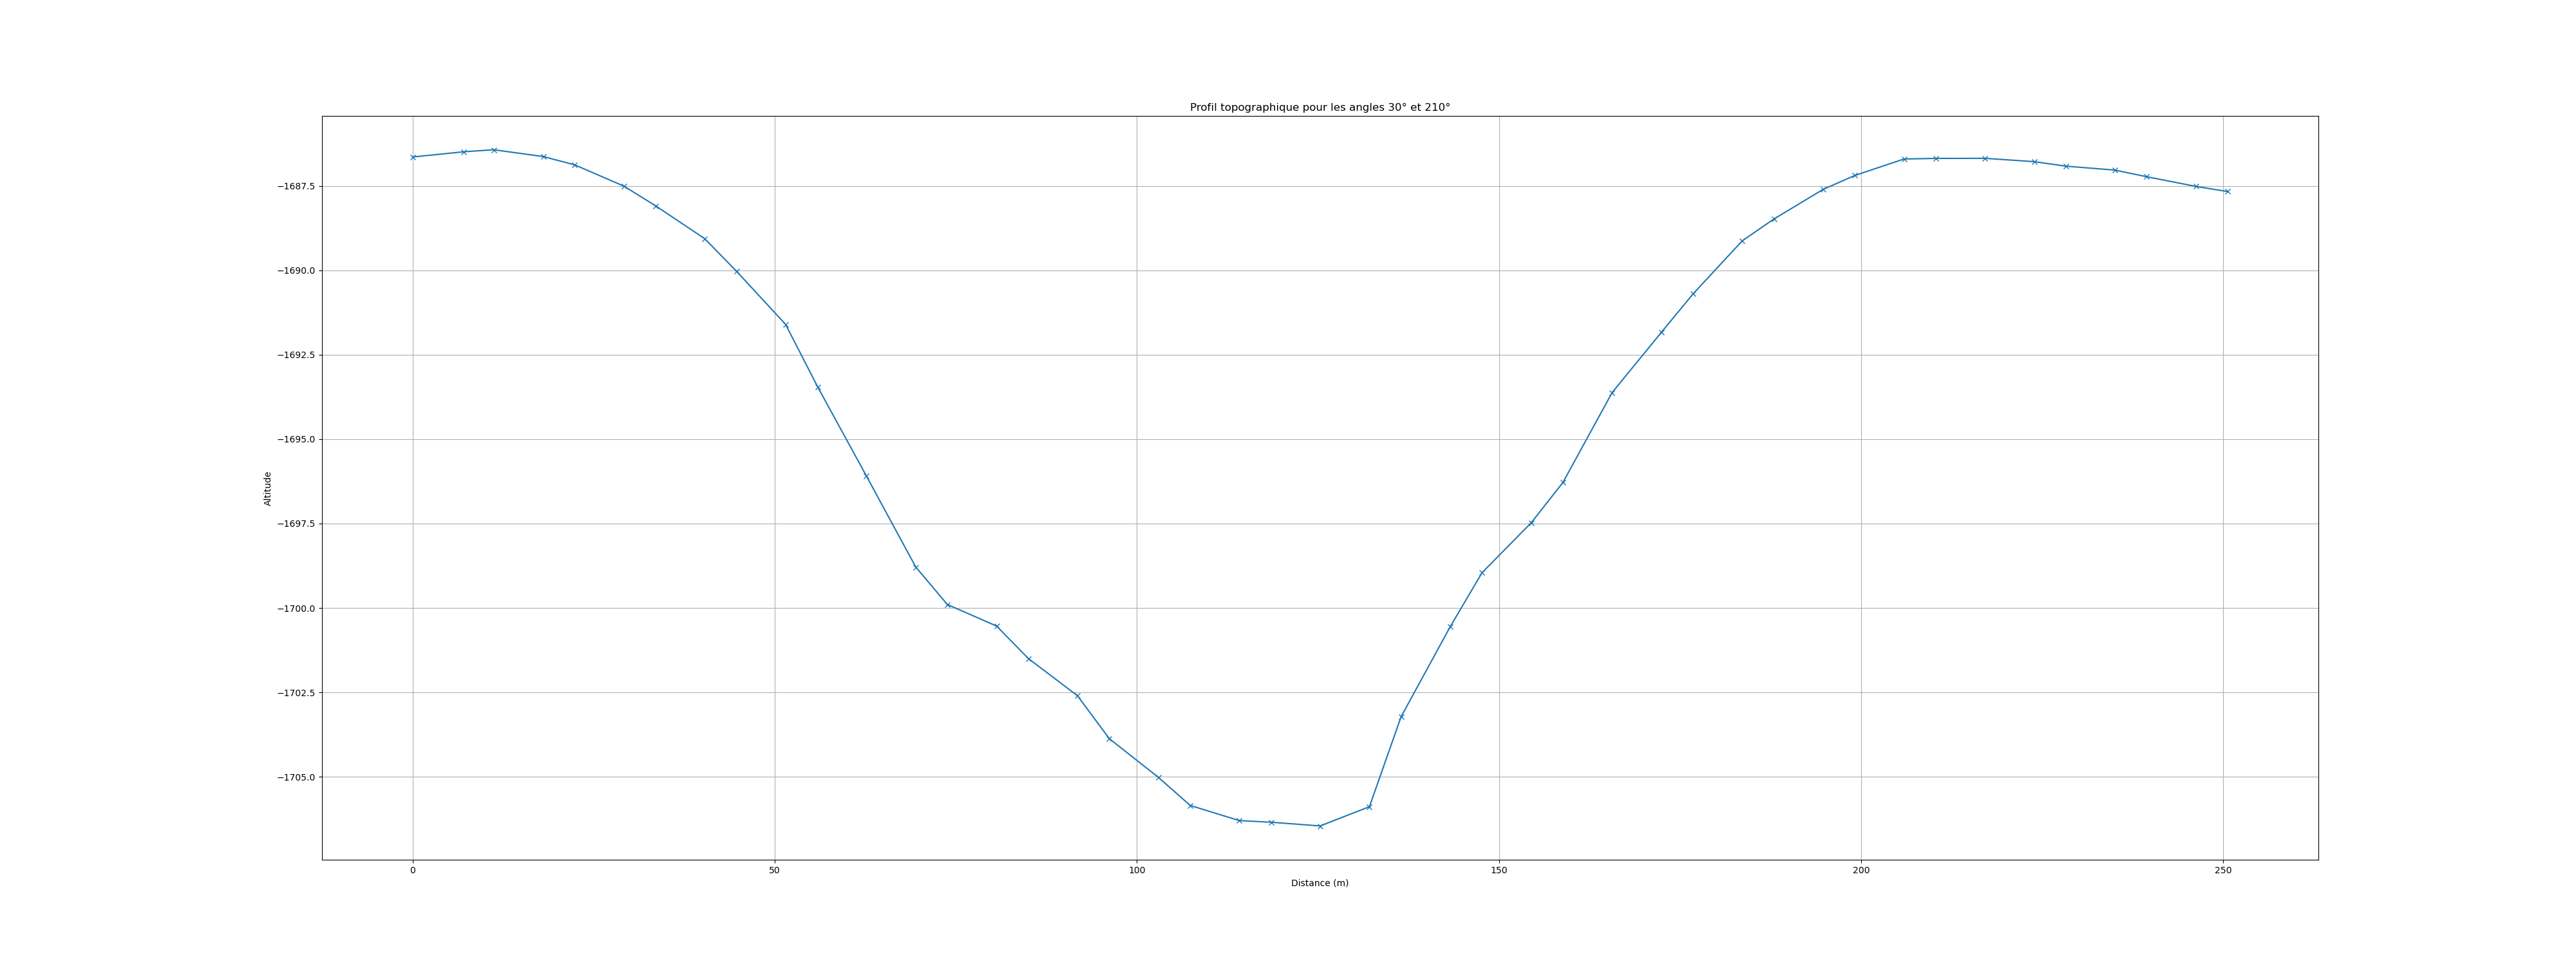 Profil topographique pour les angles 30° et 210°
Altitude
−1687.5
−1690.0
−1692.5
−1695.0
−1697.5
−1700.0
−1702.5
−1705.0
0 50 100 150 200 250
Distance (m)